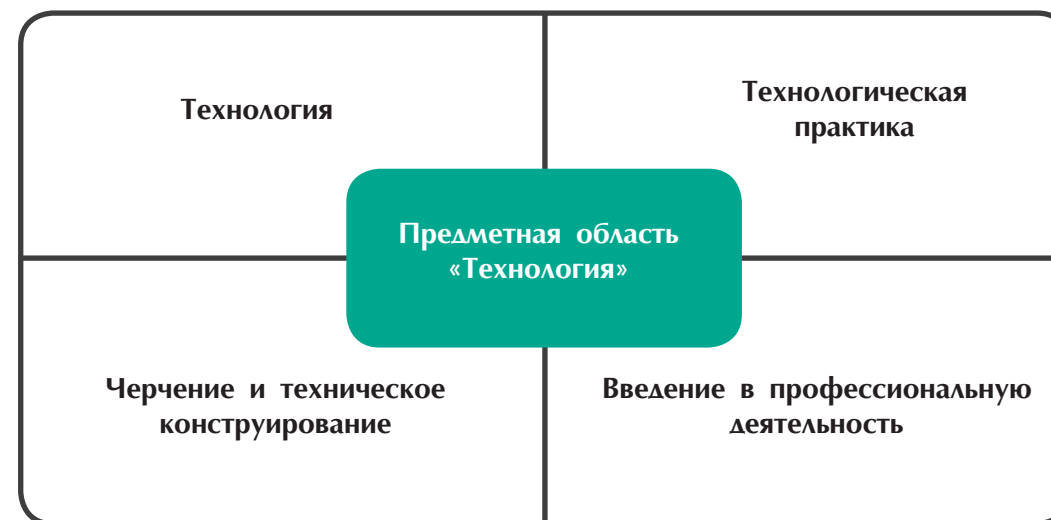 Технология
Технологическая
практика
Предметная область
«Технология»
Черчение и техническое
конструирование
Введение в профессиональную
деятельность